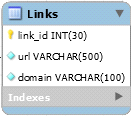 Links
link_id INT(30)
url VARCHAR(500)
domain VARCHAR(100)
Indexes